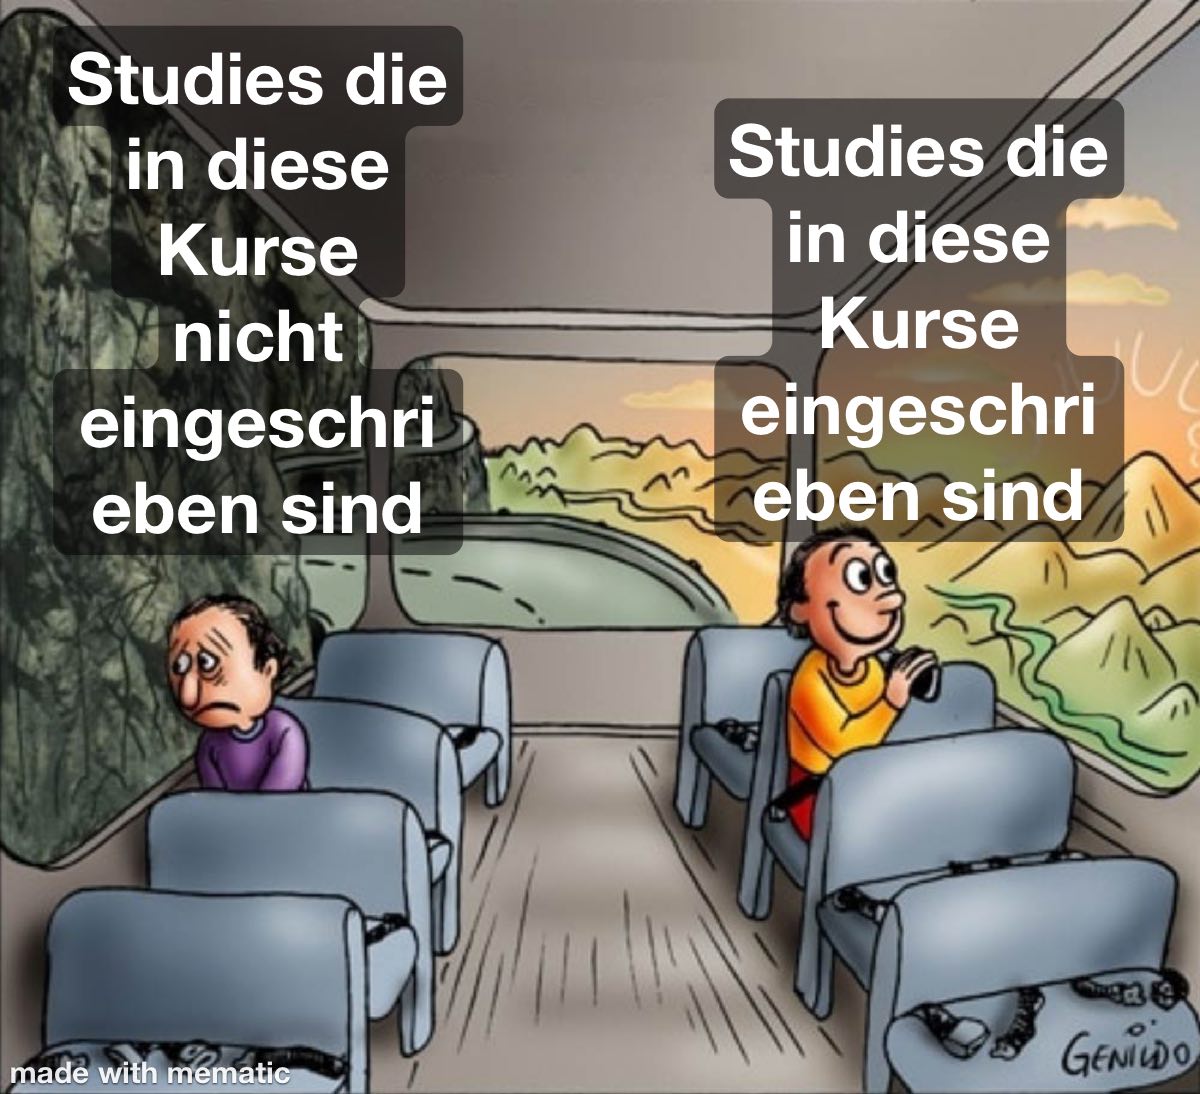 Studies die
in diese
Kurse
nicht
eingeschri
eben sind
Studies die
in diese
Kurse
eingeschri
eben sind
made with mematic
GENILDO